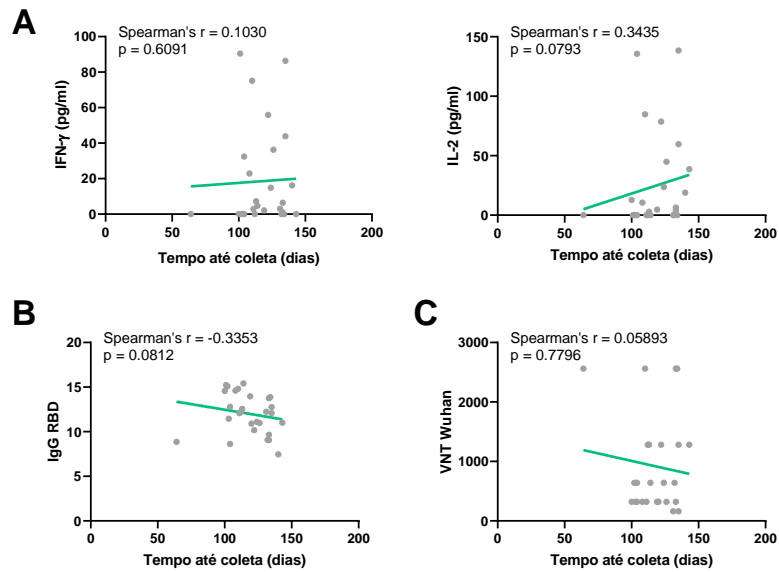 A
Spearman's r = 0.1030
p = 0.6091
IFN-γ (pg/ml)
100
80
60
40
20
0
0 50 100 150 200
Tempo até coleta (dias)
Spearman's r = 0.3435
p = 0.0793
IL-2 (pg/ml)
150
100
50
0
0 50 100 150 200
Tempo até coleta (dias)
B
Spearman's r = -0.3353
p = 0.0812
IgG RBD
20
15
10
5
0
0 50 100 150 200
Tempo até coleta (dias)
C
Spearman's r = 0.05893
p = 0.7796
VNT Wuhan
3000
2000
1000
0
0 50 100 150 200
Tempo até coleta (dias)